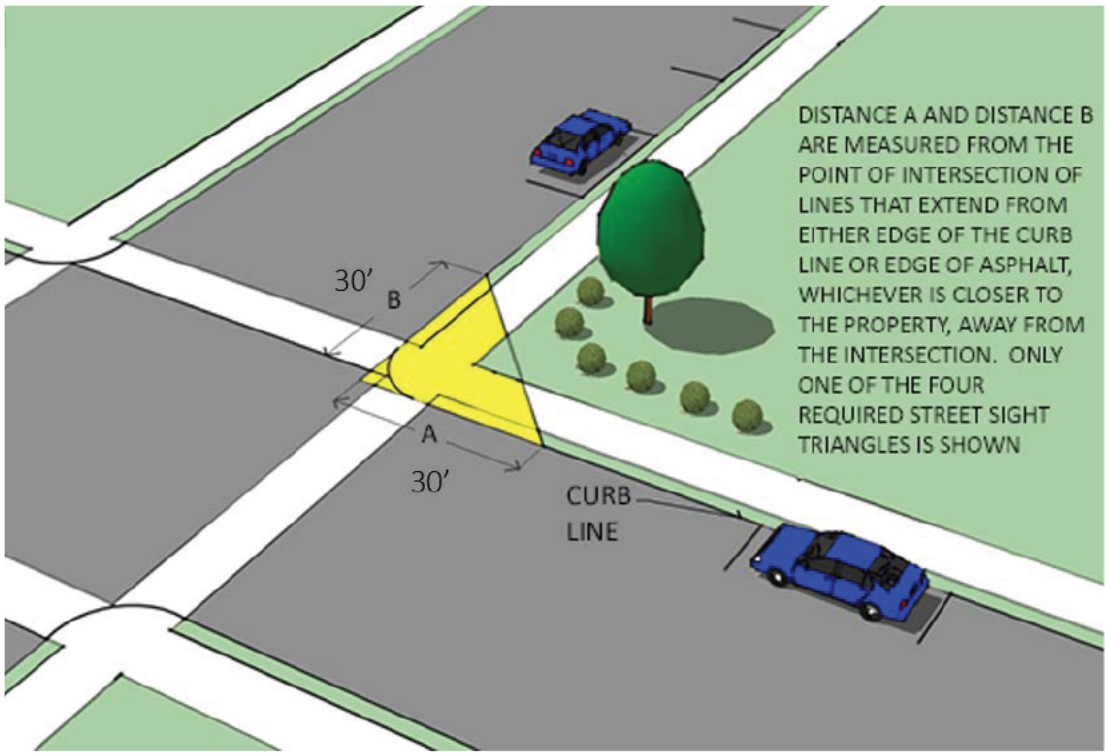 DISTANCE A AND DISTANCE B
ARE MEASURED FROM THE
POINT OF INTERSECTION OF
LINES THAT EXTEND FROM
EITHER EDGE OF THE CURB
LINE OR EDGE OF ASPHALT,
WHICHEVER IS CLOSER TO
THE PROPERTY, AWAY FROM
THE INTERSECTION. ONLY
ONE OF THE FOUR
REQUIRED STREET SIGHT
TRIANGLES IS SHOWN
30'
B
A
30'
CURB
LINE